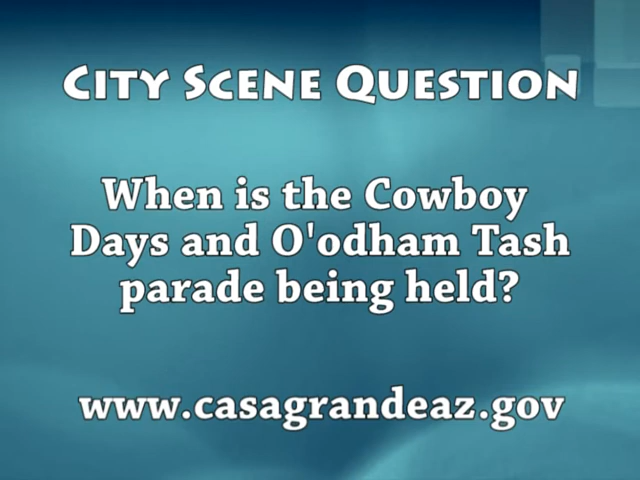 City Scene Question
When is the Cowboy
Days and O'odham Tash
parade being held?
www.casagrandeaz.gov